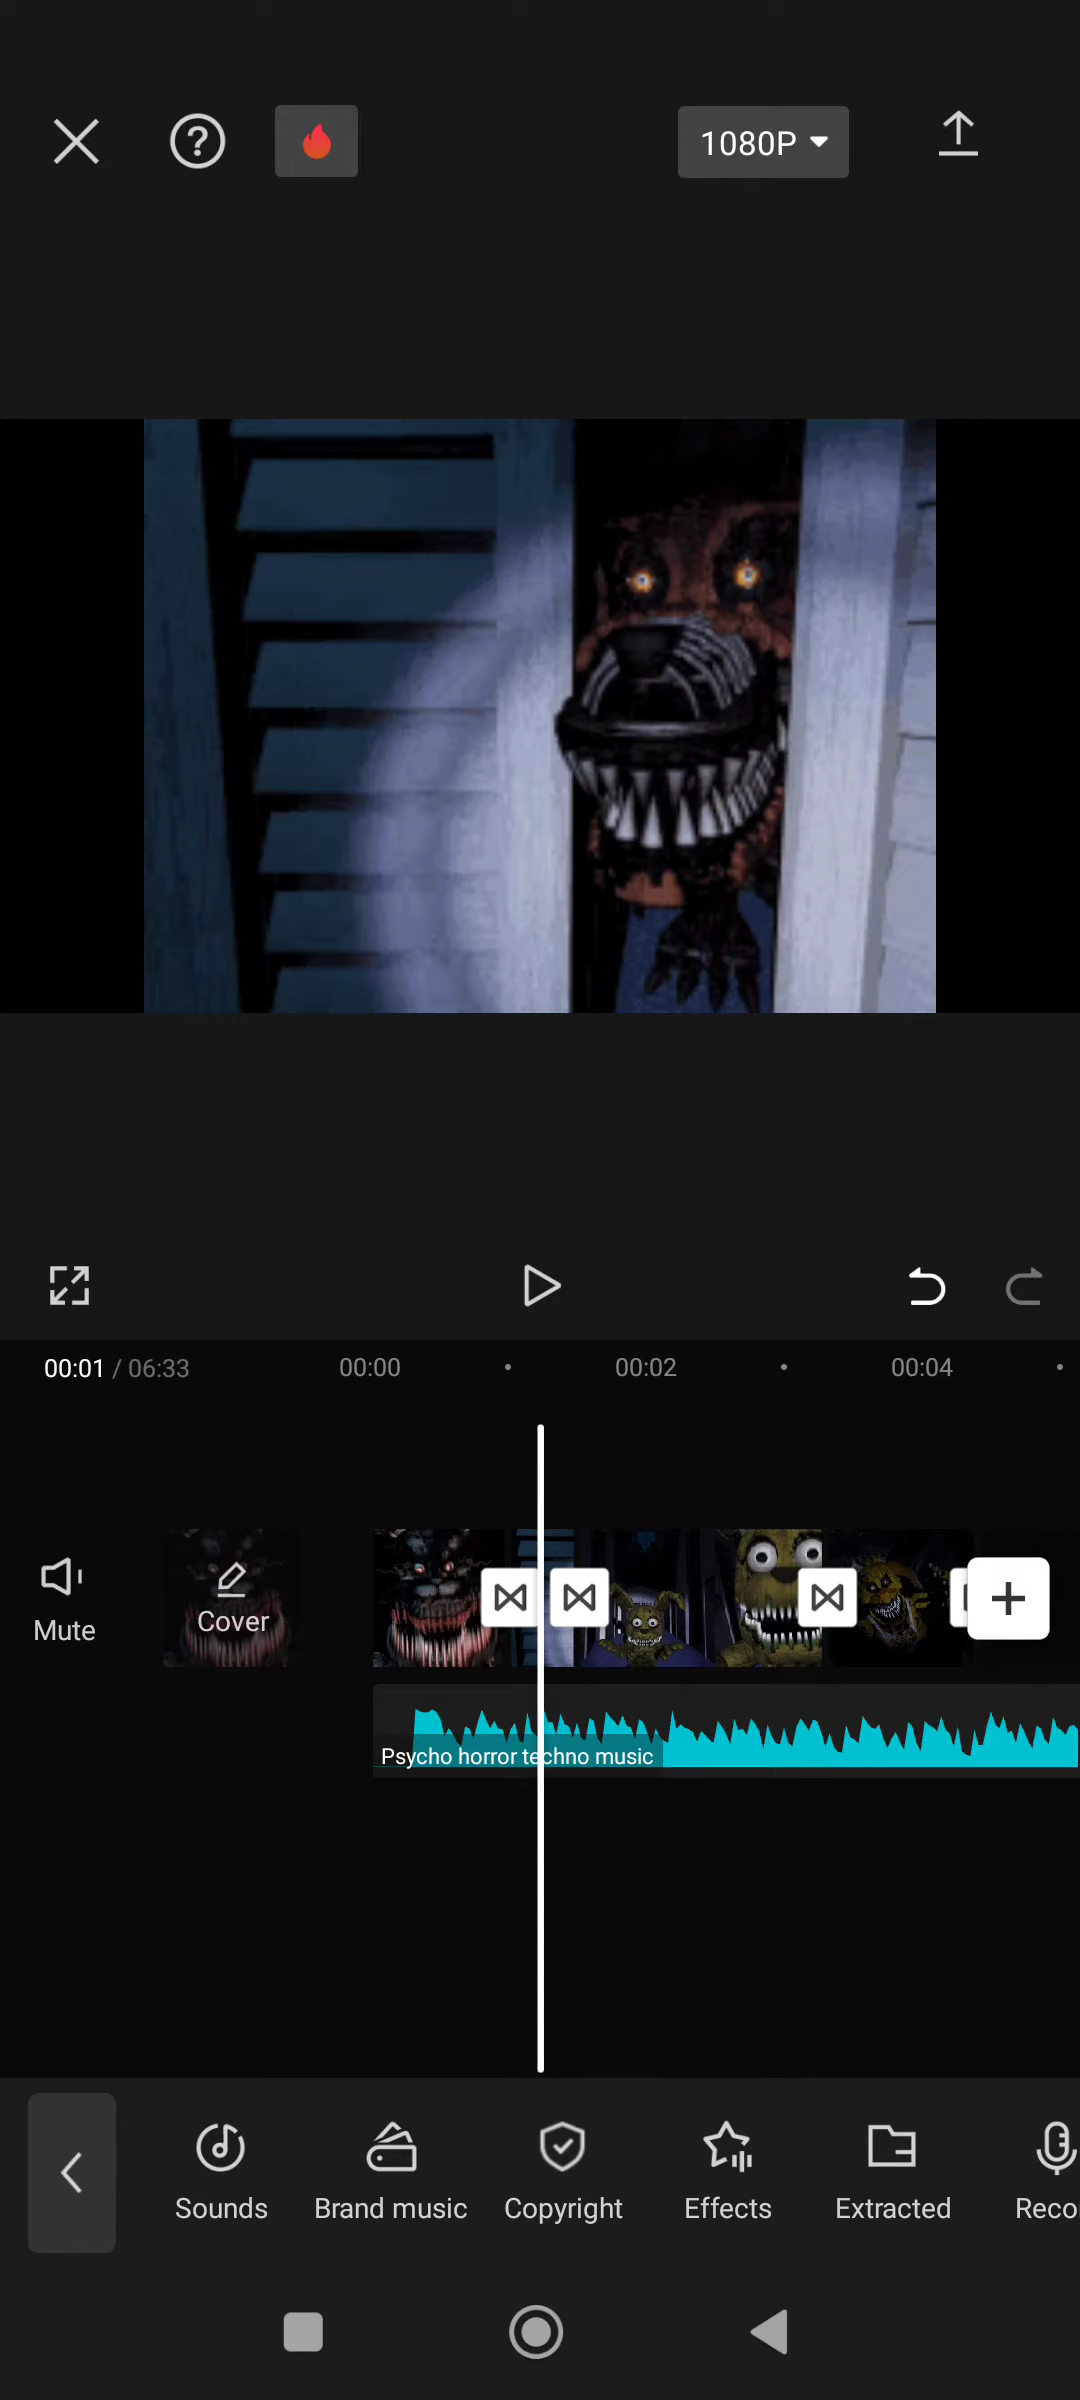 1080P
00:01 / 06:33
00:00
00:02
00:04
Mute
Cover
Psycho horror techno music
Sounds
Brand music
Copyright
Effects
Extracted
Reco